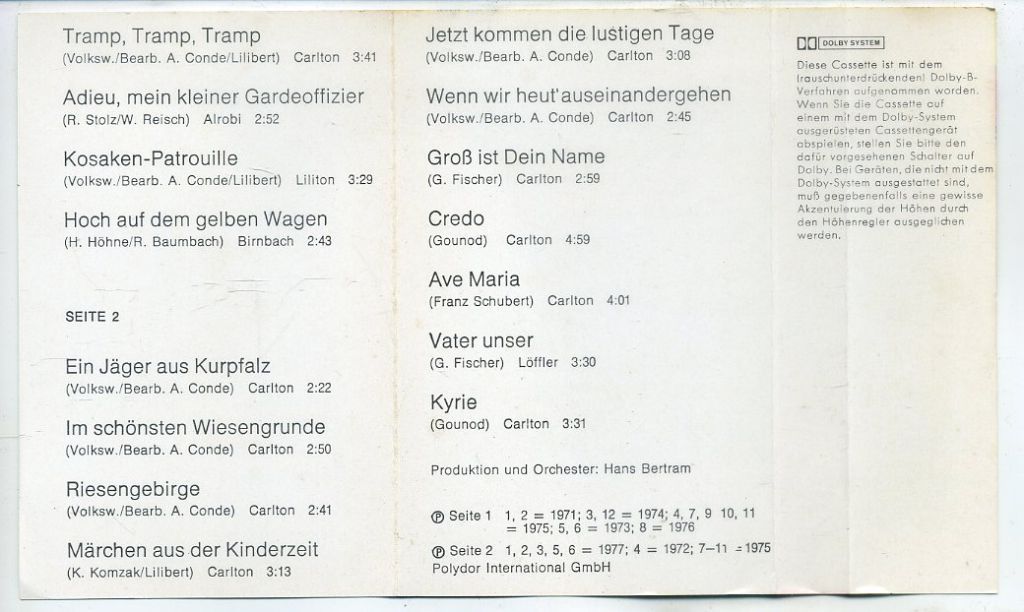 Tramp, Tramp, Tramp
(Volksw./Bearb. A. Conde/Lilibert) Carlton 3:41
Adieu, mein kleiner Gardeoffizier
(R. Stolz/W. Reisch) Alrobi 2:52
Kosaken-Patrouille
(Volksw./Bearb. A. Conde/Lilibert) Liliton 3:29
Hoch auf dem gelben Wagen
(H. Höhne/R. Baumbach) Birnbach 2:43
SEITE 2
Ein Jäger aus Kurpfalz
(Volksw./Bearb. A. Conde) Carlton 2:22
Im schönsten Wiesengrunde
(Volksw./Bearb. A. Conde) Carlton 2:50
Riesengebirge
(Volksw./Bearb. A. Conde) Carlton 2:41
Märchen aus der Kinderzeit
(K. Komzak/Lilibert) Carlton 3:13
Jetzt kommen die lustigen Tage
(Volksw./Bearb. A. Conde) Carlton 3:08
Wenn wir heut' auseinandergehen
(Volksw./Bearb. A. Conde) Carlton 2:45
Groß ist Dein Name
(G. Fischer) Carlton 2:59
Credo
(Gounod) Carlton 4:59
Ave Maria
(Franz Schubert) Carlton 4:01
Vater unser
(G. Fischer) Löffler 3:30
Kyrie
(Gounod) Carlton 3:31
Produktion und Orchester: Hans Bertram
Ⓟ Seite 1 1, 2 = 1971; 3, 12 = 1974; 4, 7, 9 10, 11
= 1975; 5, 6 = 1973; 8 = 1976
Ⓟ Seite 2 1, 2, 3, 5, 6 = 1977; 4 = 1972; 7–11 = 1975
Polydor International GmbH
DOLBY SYSTEM
Diese Cassette ist mit dem
(rauschunterdrückenden) Dolby-B-
Verfahren aufgenommen worden.
Wenn Sie die Cassette auf
einem mit dem Dolby-System
ausgerüsteten Cassettengerät
abspielen, stellen Sie bitte den
dafür vorgesehenen Schalter auf
Dolby. Bei Geräten, die nicht mit dem
Dolby-System ausgestattet sind,
muß gegebenenfalls eine gewisse
Akzentuierung der Höhen durch
den Höhenregler ausgeglichen
werden.